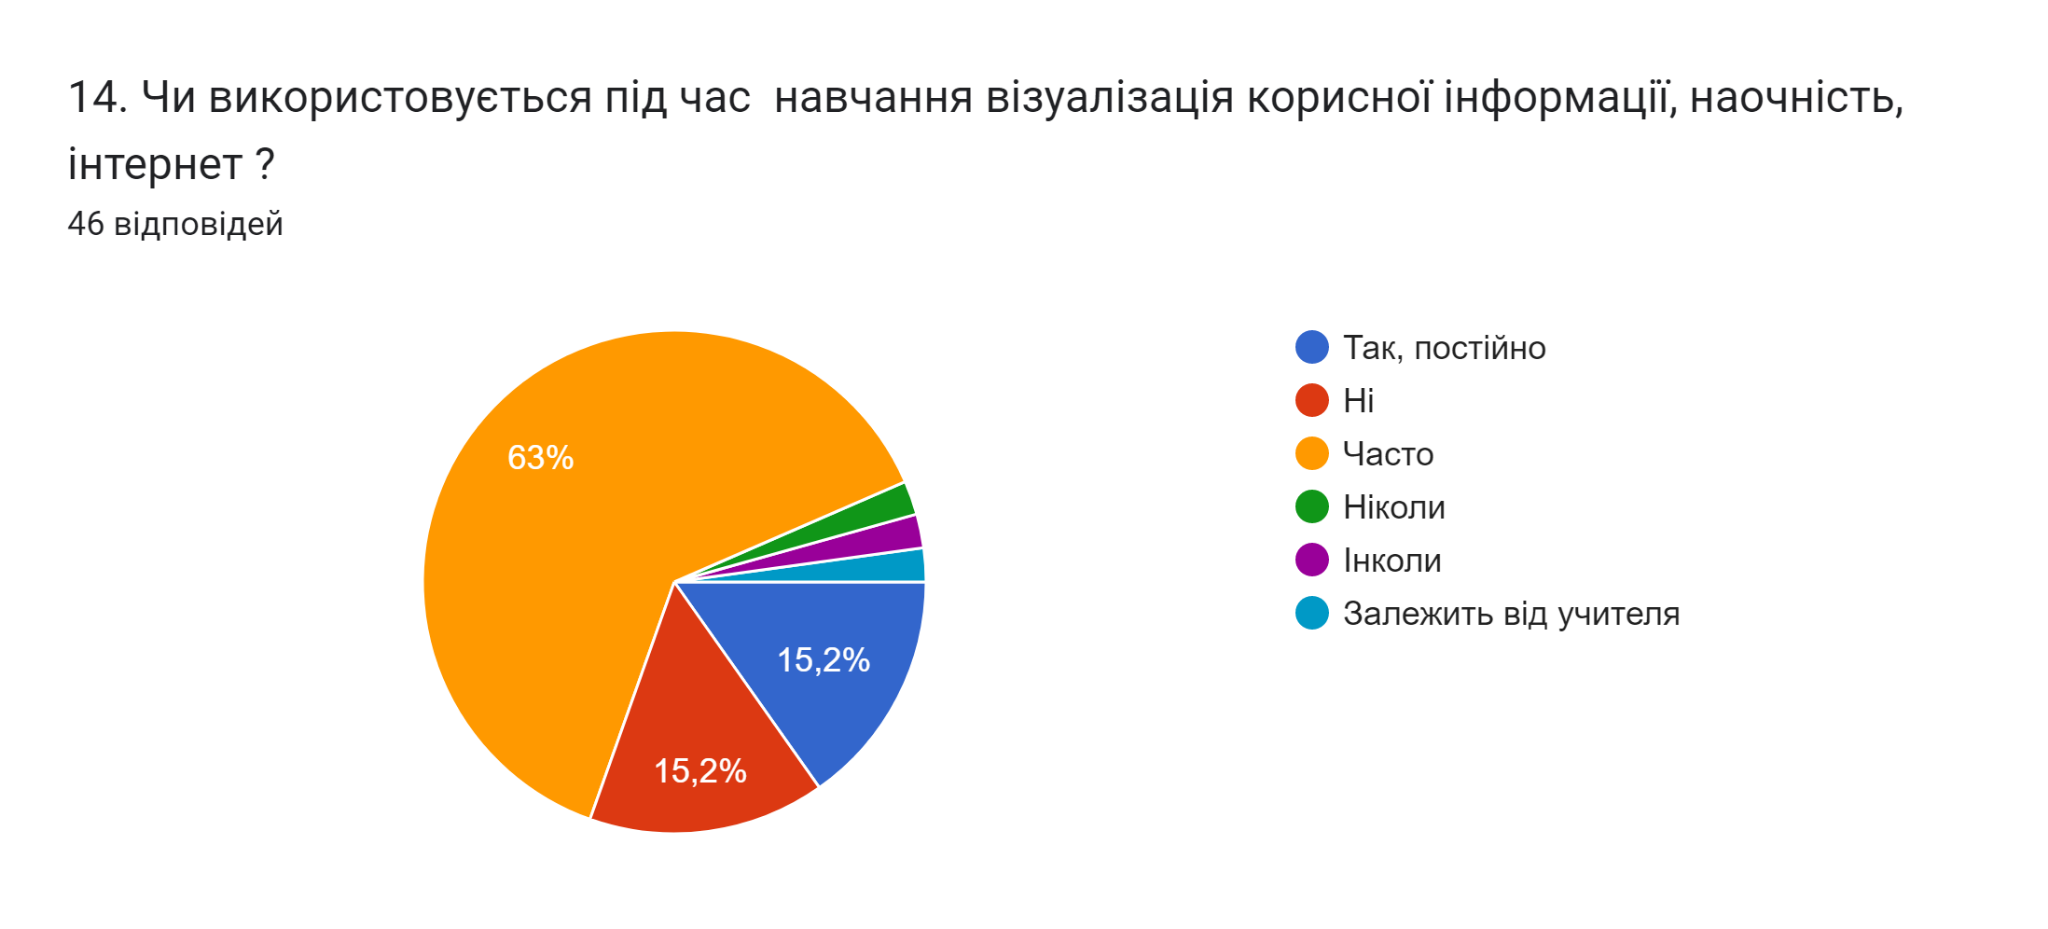 14. Чи використовується під час  навчання візуалізація корисної інформації, наочність,
інтернет ?
46 відповідей
63%
15,2%
15,2%
Так, постійно
Ні
Часто
Ніколи
Інколи
Залежить від учителя